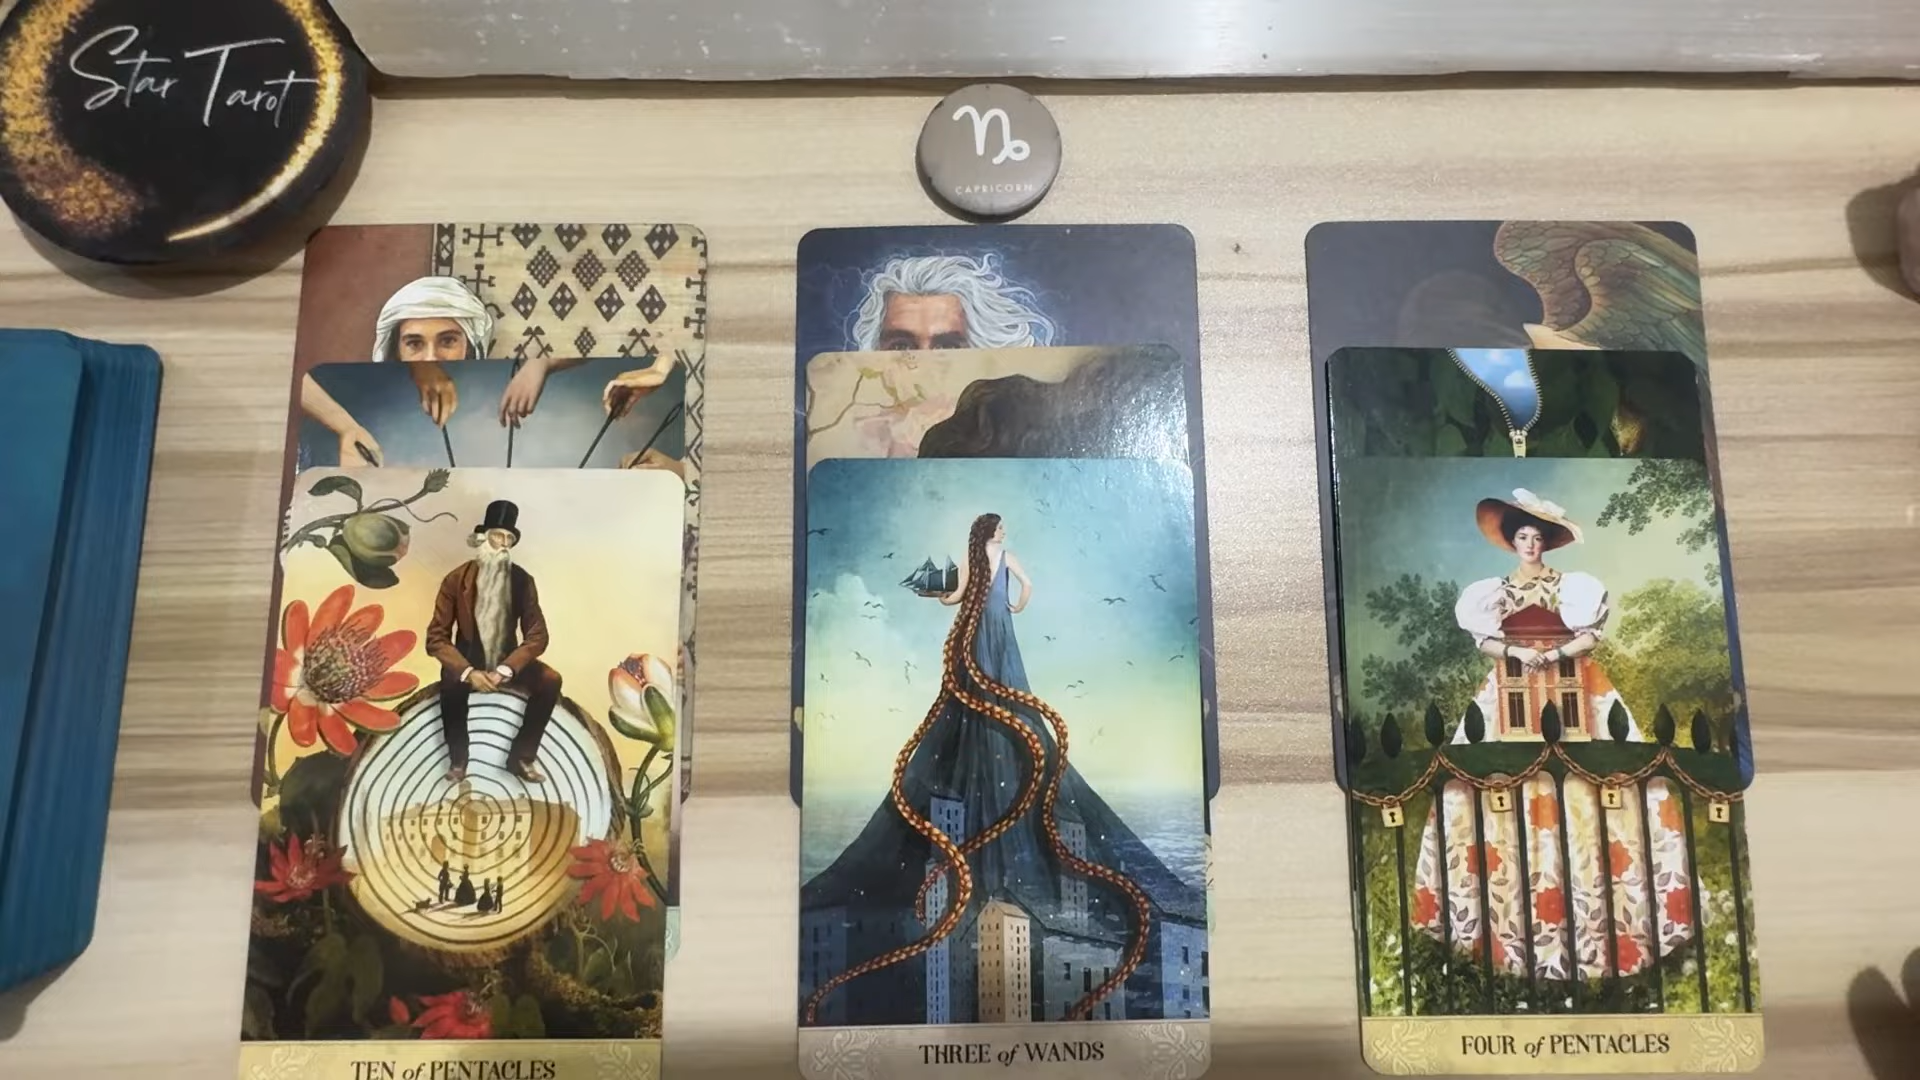 Star Tarot
CAPRICORN
TEN of PENTACLES
THREE of WANDS
FOUR of PENTACLES